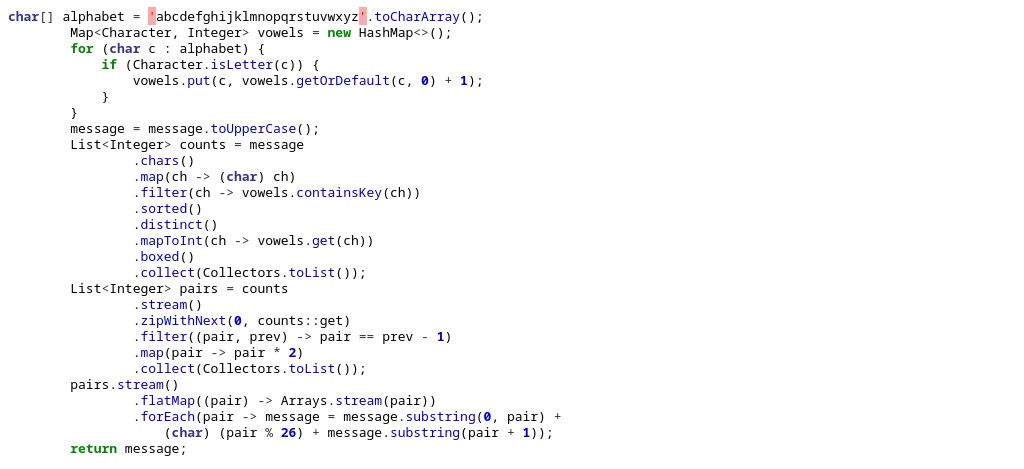 char[] alphabet = 'abcdefghijklmnopqrstuvwxyz'.toCharArray();
        Map<Character, Integer> vowels = new HashMap<>();
        for (char c : alphabet) {
            if (Character.isLetter(c)) {
                vowels.put(c, vowels.getOrDefault(c, 0) + 1);
            }
        }
        message = message.toUpperCase();
        List<Integer> counts = message
                .chars()
                .map(ch -> (char) ch)
                .filter(ch -> vowels.containsKey(ch))
                .sorted()
                .distinct()
                .mapToInt(ch -> vowels.get(ch))
                .boxed()
                .collect(Collectors.toList());
        List<Integer> pairs = counts
                .stream()
                .zipWithNext(0, counts::get)
                .filter((pair, prev) -> pair == prev - 1)
                .map(pair -> pair * 2)
                .collect(Collectors.toList());
        pairs.stream()
                .flatMap((pair) -> Arrays.stream(pair))
                .forEach(pair -> message = message.substring(0, pair) +
                    (char) (pair % 26) + message.substring(pair + 1));
        return message;